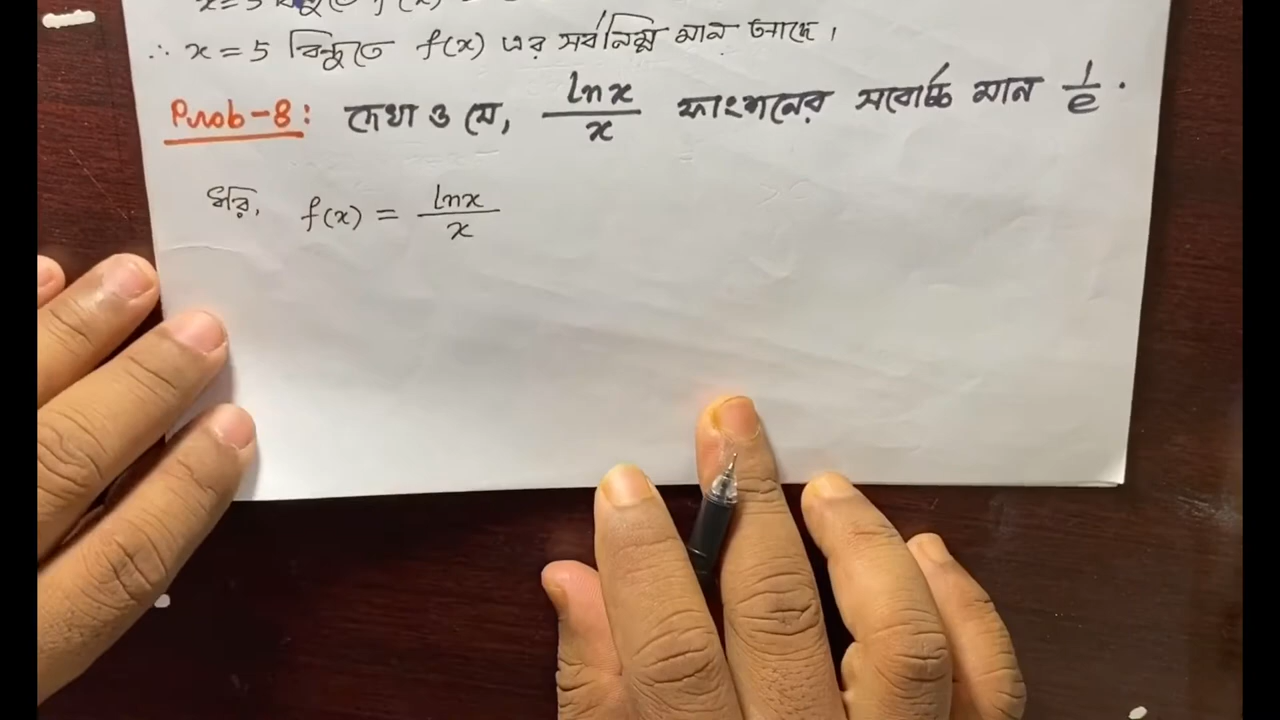 ∴ x = 5 বিন্দুতে f(x) এর সর্বনিম্ন মান আছে।
Prob-8: দেখাও যে, lnx/x ফাংশনের সর্বোচ্চ মান 1/e.
ধরি, f(x) = lnx/x